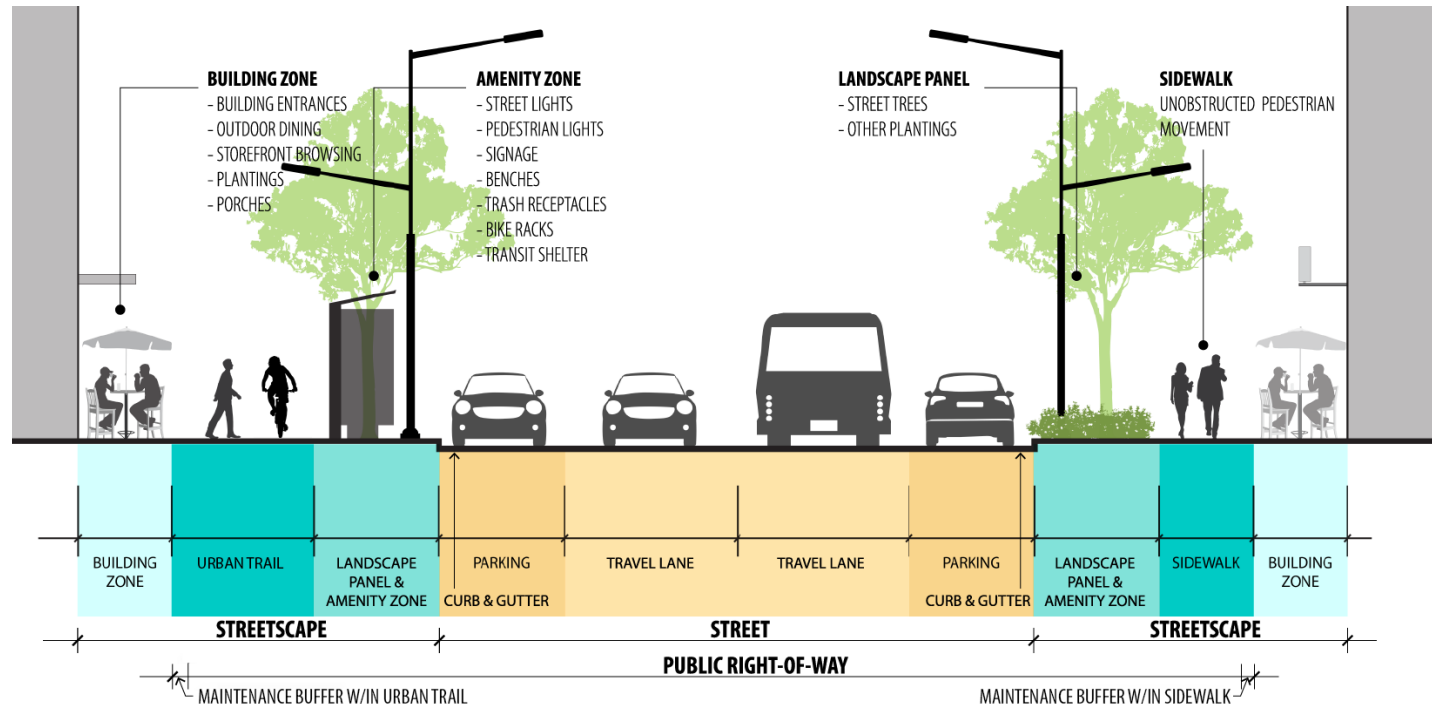 BUILDING ZONE
- BUILDING ENTRANCES
- OUTDOOR DINING
- STOREFRONT BROWSING
- PLANTINGS
- PORCHES
AMENITY ZONE
- STREET LIGHTS
- PEDESTRIAN LIGHTS
- SIGNAGE
- BENCHES
- TRASH RECEPTACLES
- BIKE RACKS
- TRANSIT SHELTER
LANDSCAPE PANEL
- STREET TREES
- OTHER PLANTINGS
SIDEWALK
UNOBSTRUCTED PEDESTRIAN
MOVEMENT
BUILDING
ZONE
URBAN TRAIL
LANDSCAPE
PANEL &
AMENITY ZONE
PARKING
CURB & GUTTER
TRAVEL LANE
TRAVEL LANE
PARKING
CURB & GUTTER
LANDSCAPE
PANEL &
AMENITY ZONE
SIDEWALK
BUILDING
ZONE
STREETSCAPE
STREET
STREETSCAPE
PUBLIC RIGHT-OF-WAY
MAINTENANCE BUFFER W/IN URBAN TRAIL
MAINTENANCE BUFFER W/IN SIDEWALK